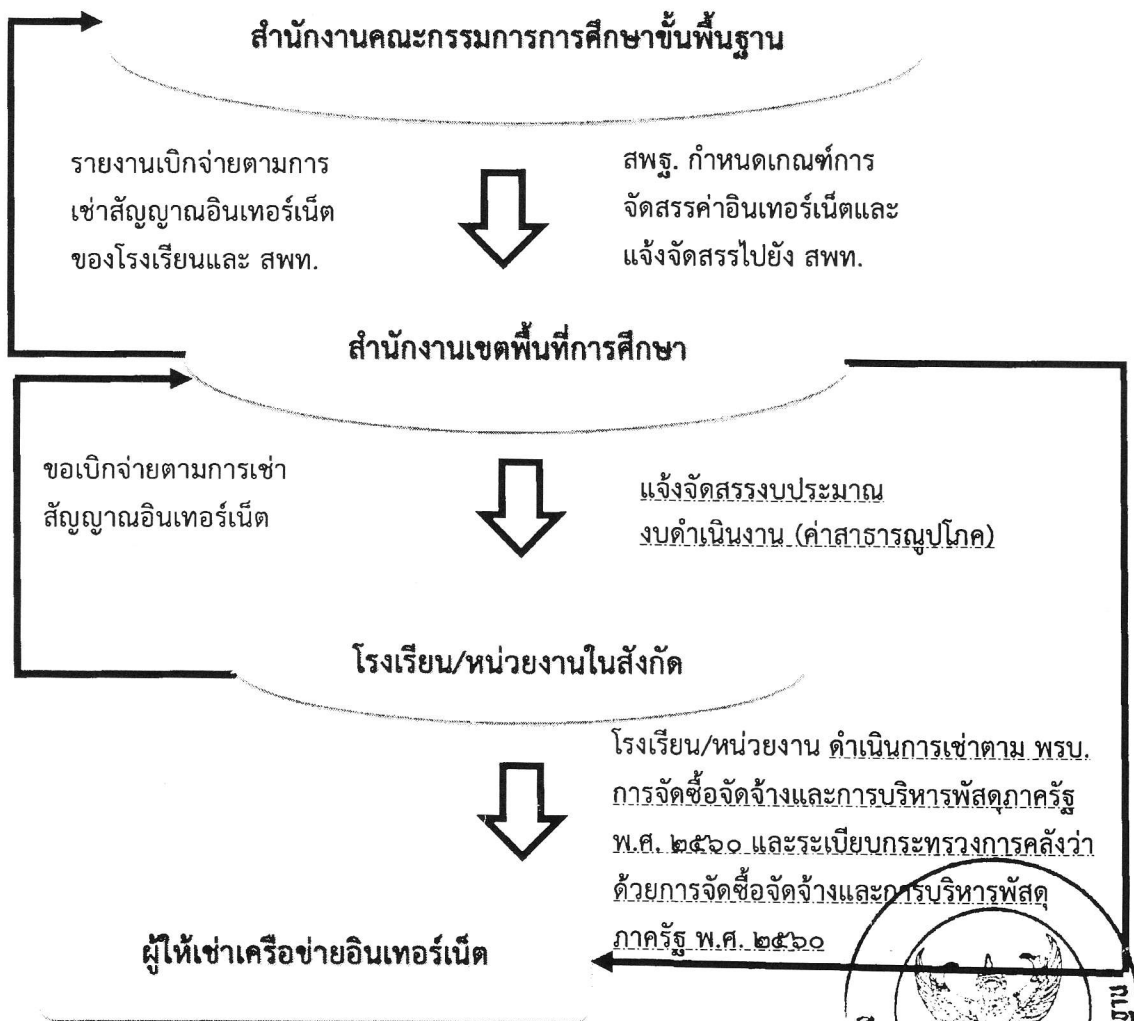 สำนักงานคณะกรรมการการศึกษาขั้นพื้นฐาน
รายงานเบิกจ่ายตามการ
เช่าสัญญาณอินเทอร์เน็ต
ของโรงเรียนและ สพท.
สพฐ. กำหนดเกณฑ์การ
จัดสรรค่าอินเทอร์เน็ตและ
แจ้งจัดสรรไปยัง สพท.
สำนักงานเขตพื้นที่การศึกษา
ขอเบิกจ่ายตามการเช่า
สัญญาณอินเทอร์เน็ต
แจ้งจัดสรรงบประมาณ
งบดำเนินงาน (ค่าสาธารณูปโภค)
โรงเรียน/หน่วยงานในสังกัด
โรงเรียน/หน่วยงาน ดำเนินการเช่าตาม พรบ.
การจัดซื้อจัดจ้างและการบริหารพัสดุภาครัฐ
พ.ศ. ๒๕๖๐ และระเบียบกระทรวงการคลังว่า
ด้วยการจัดซื้อจัดจ้างและการบริหารพัสดุ
ภาครัฐ พ.ศ. ๒๕๖๐
ผู้ให้เช่าเครือข่ายอินเทอร์เน็ต